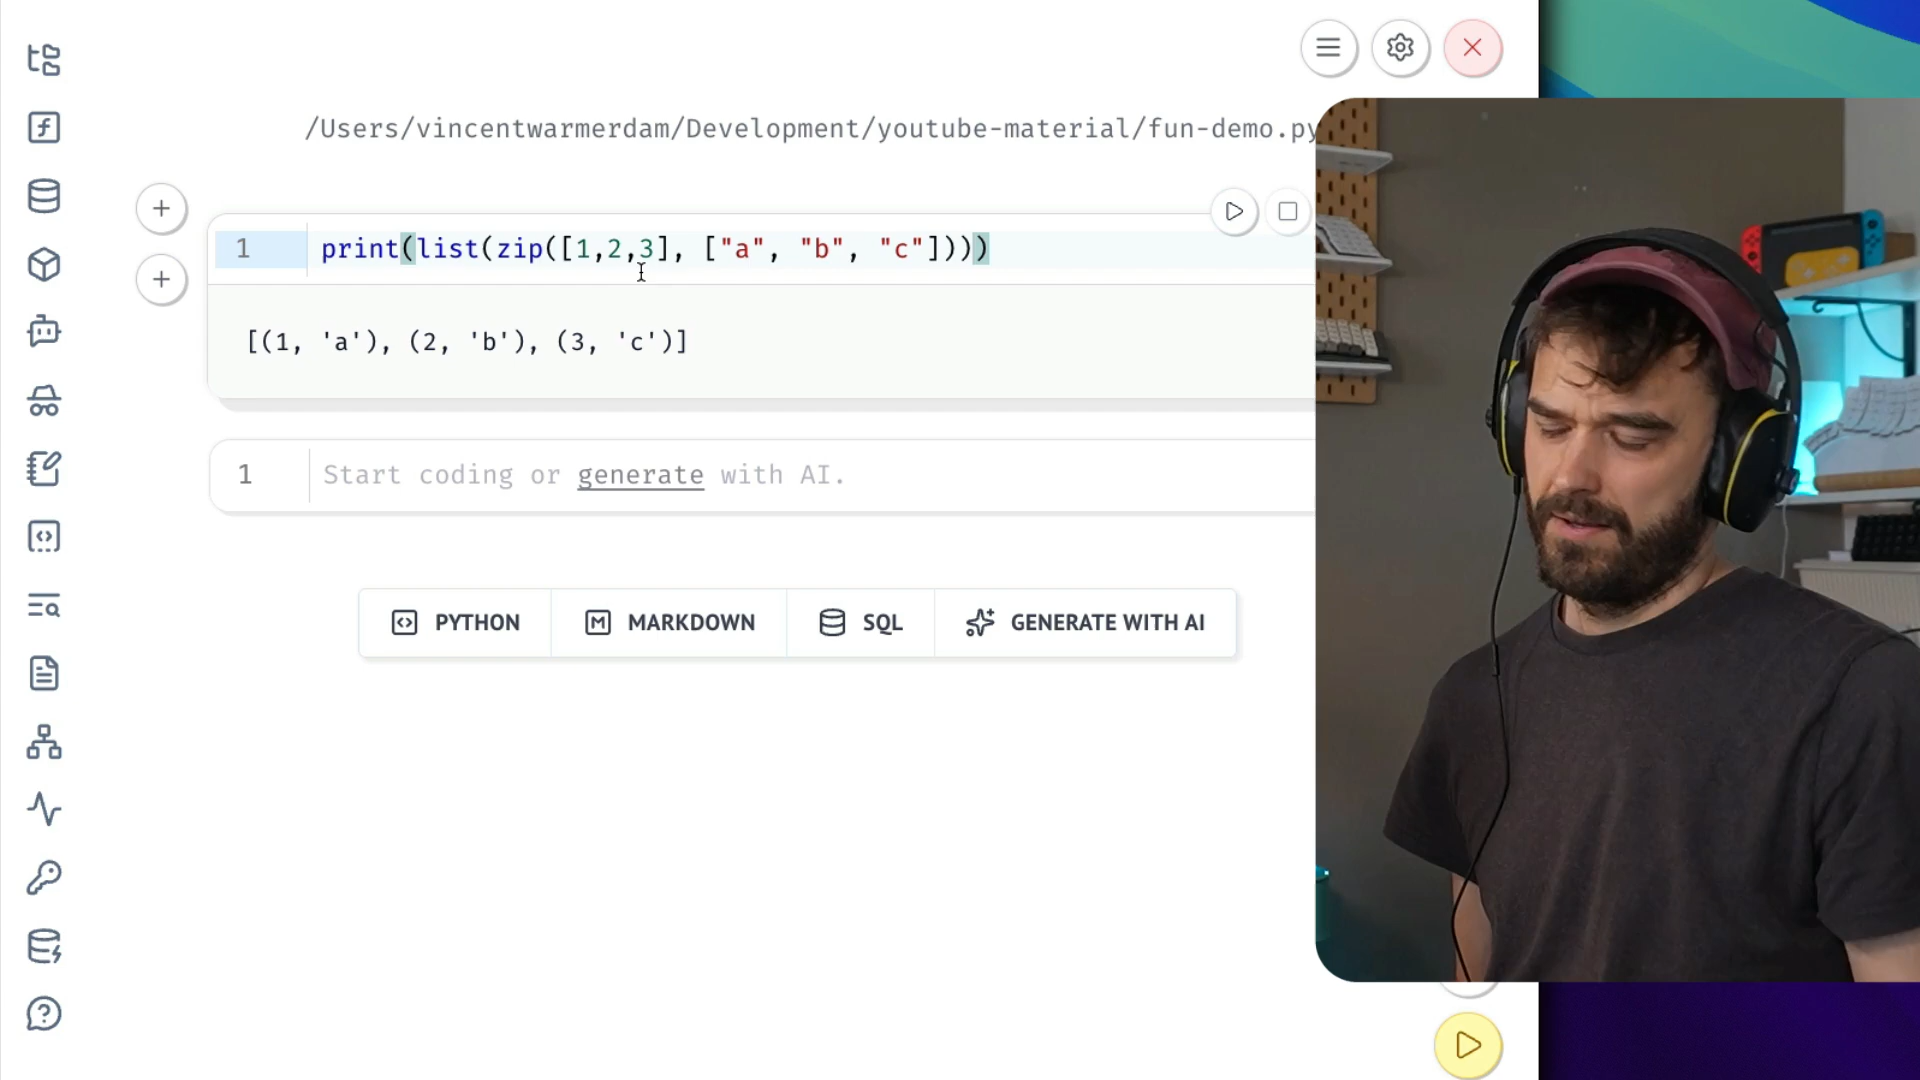 /Users/vincentwarmerdam/Development/youtube-material/fun-demo.py
1 print(list(zip([1,2,3], ["a", "b", "c"])))
[(1, 'a'), (2, 'b'), (3, 'c')]
1 Start coding or generate with AI.
PYTHON MARKDOWN SQL GENERATE WITH AI